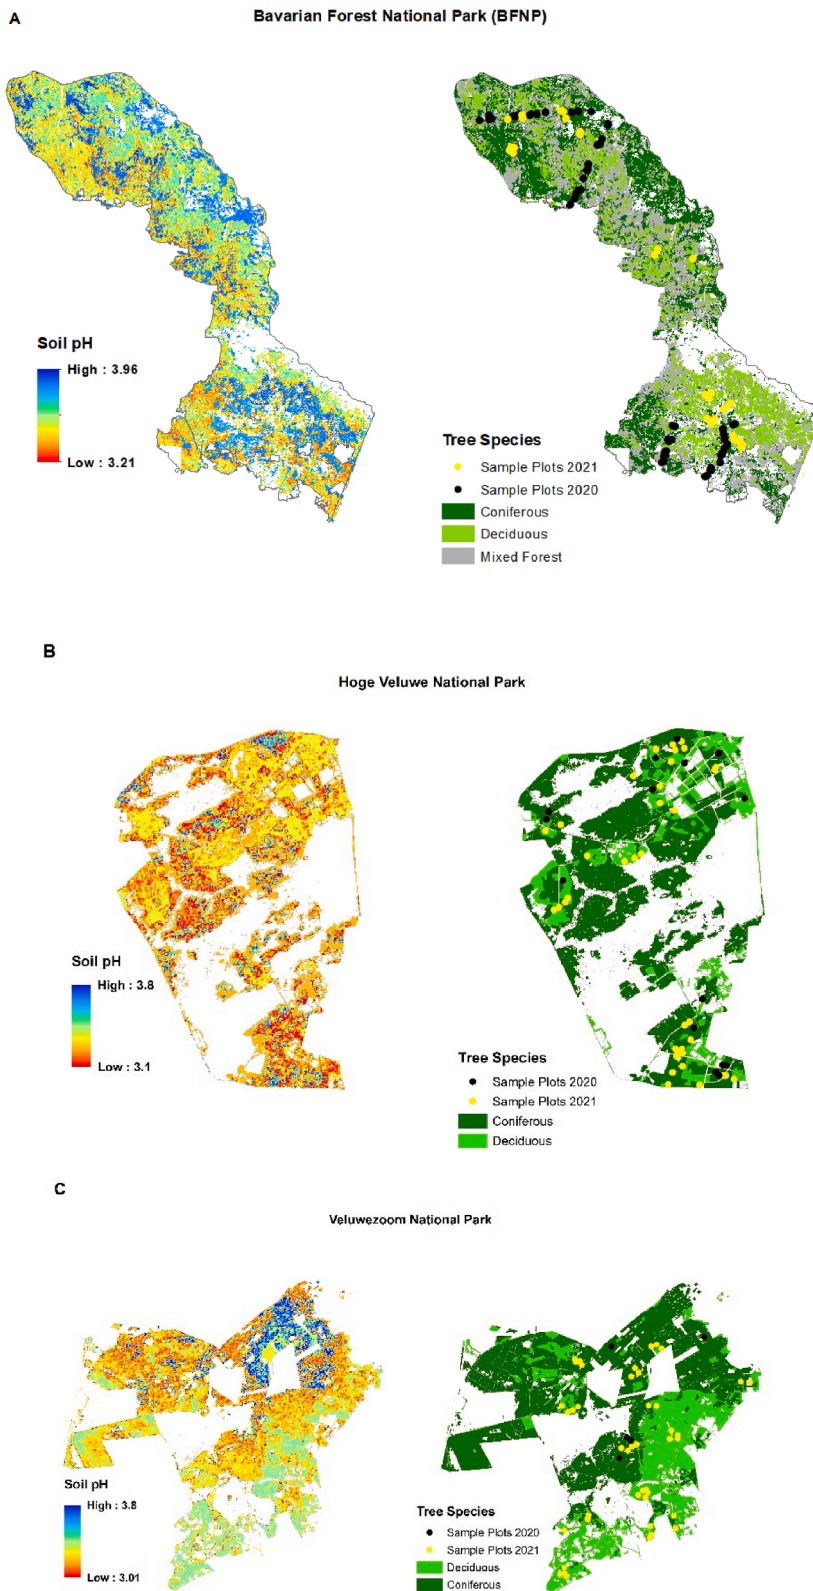 A
Bavarian Forest National Park (BFNP)
Soil pH
High : 3.96
Low : 3.21
Tree Species
Sample Plots 2021
Sample Plots 2020
Coniferous
Deciduous
Mixed Forest
B
Hoge Veluwe National Park
Soil pH
High : 3.8
Low : 3.1
Tree Species
Sample Plots 2020
Sample Plots 2021
Coniferous
Deciduous
C
Veluwezoom National Park
Soil pH
High : 3.8
Low : 3.01
Tree Species
Sample Plots 2020
Sample Plots 2021
Deciduous
Coniferous